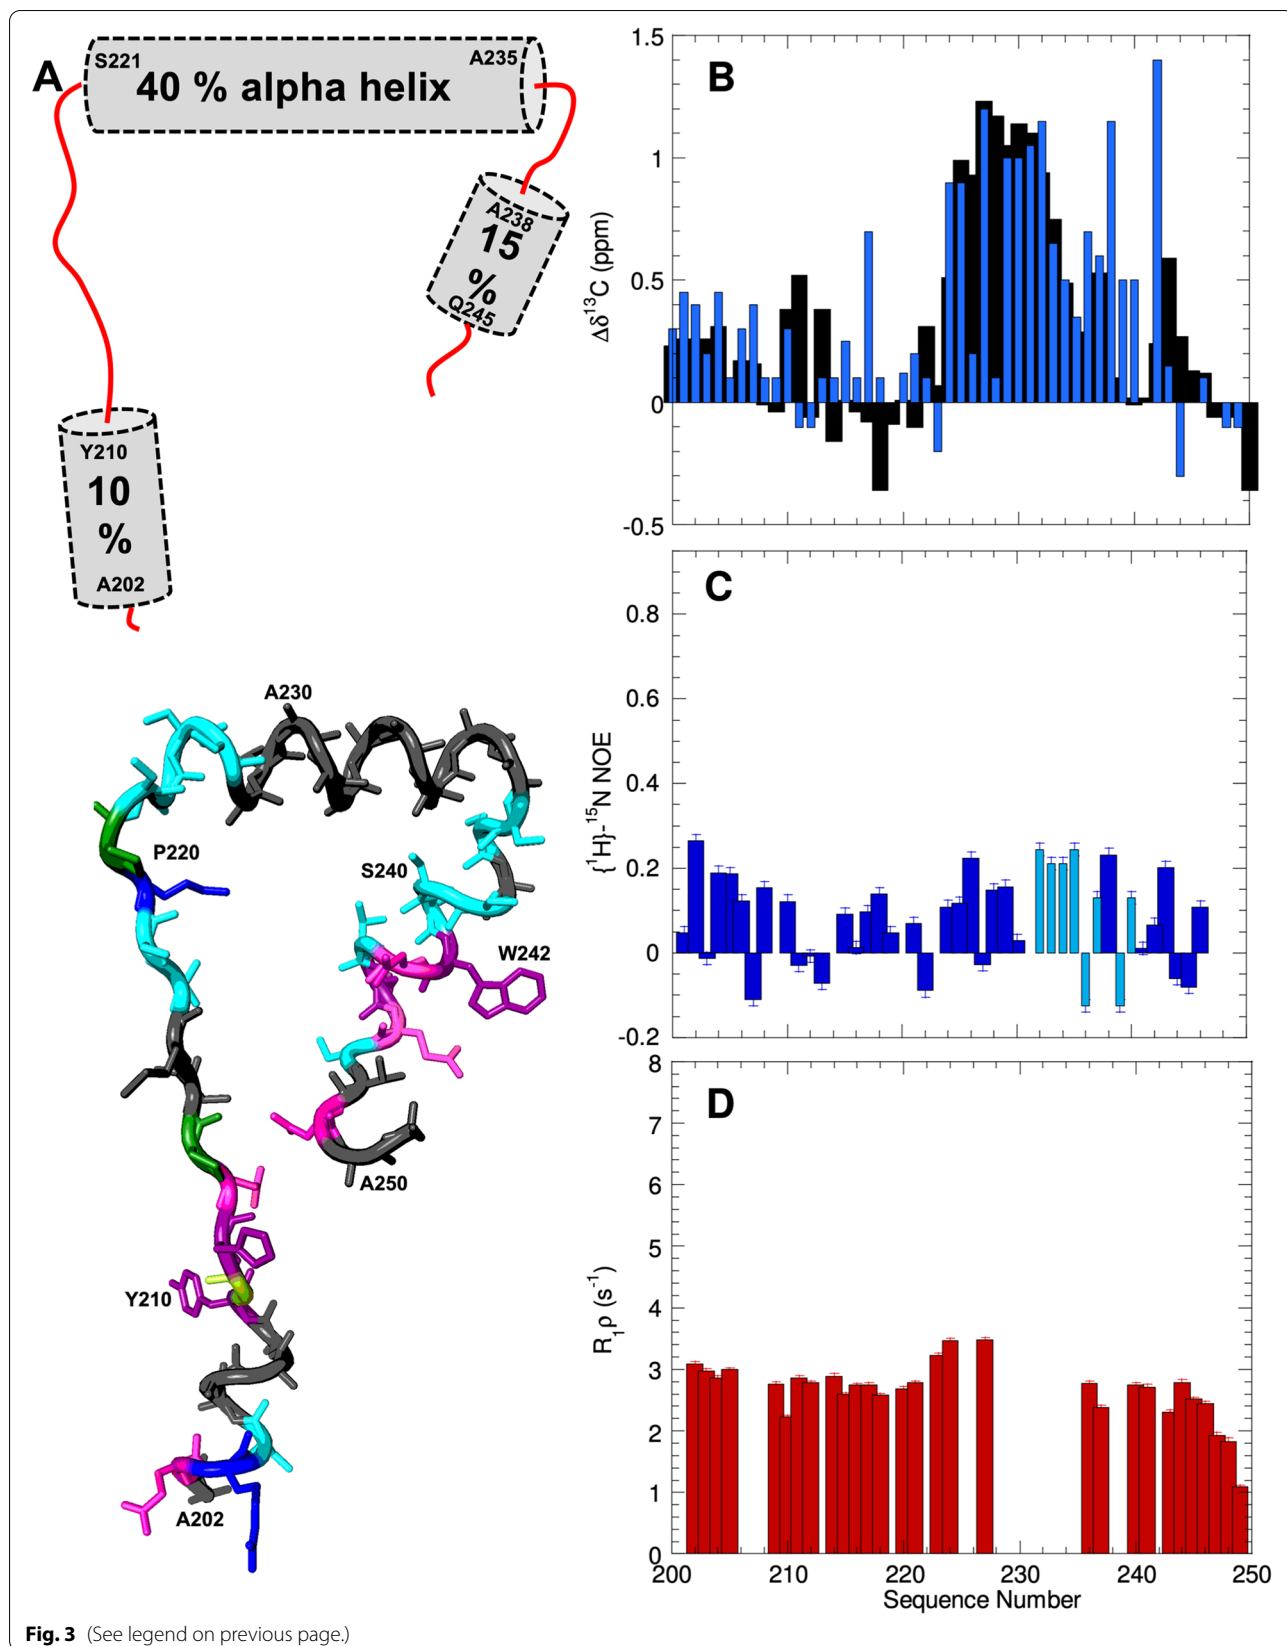 A
S221
A235
40 % alpha helix
A238
15
%
Q245
Y210
10
%
A202
A230
P220
S240
W242
A250
Y210
A202
B
1.5
1
0.5
0
-0.5
Δδ¹³C (ppm)
C
0.8
0.6
0.4
0.2
0
-0.2
{¹H}-¹⁵N NOE
D
8
7
6
5
4
3
2
1
0
R₁ρ (s⁻¹)
200 210 220 230 240 250
Sequence Number
Fig. 3 (See legend on previous page.)